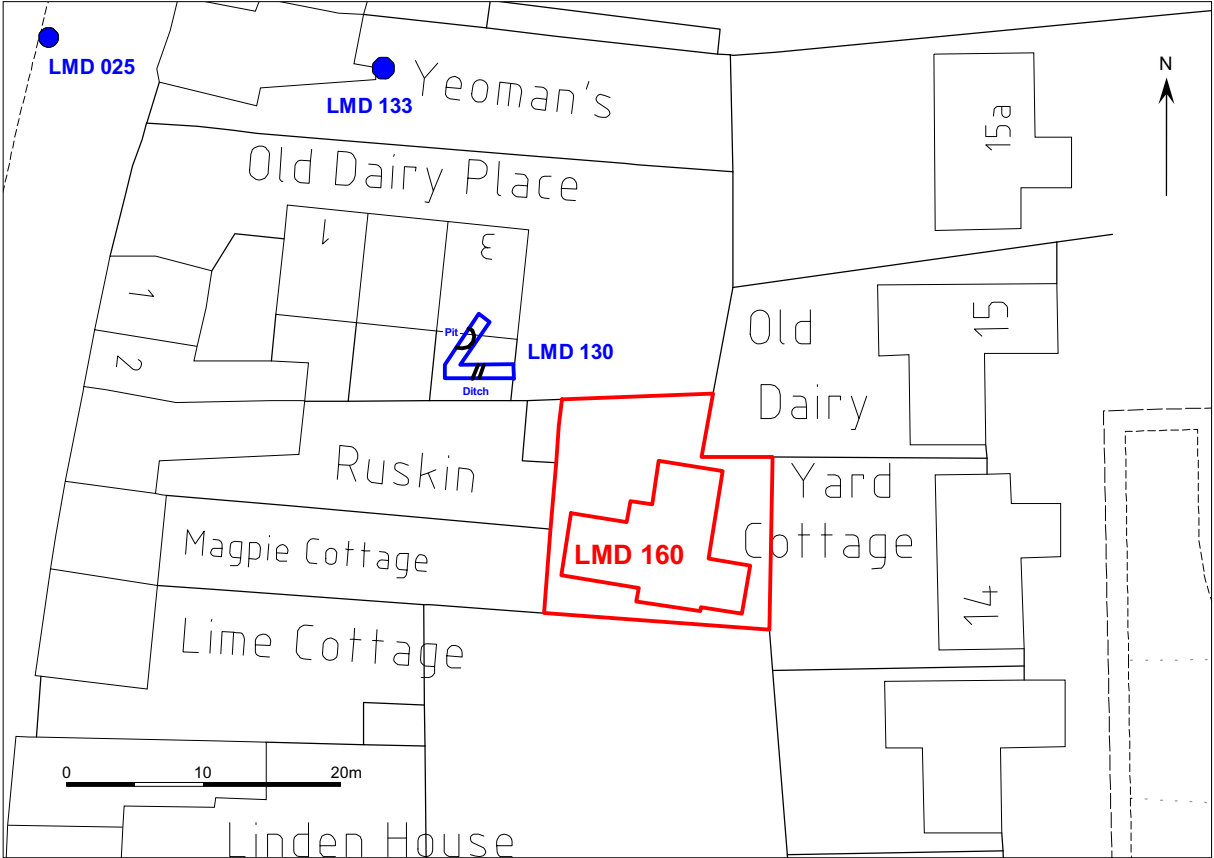 LMD 025
LMD 133
Yeoman's
N
15a
Old Dairy Place
1
3
1
2
Pit
LMD 130
Ditch
Old
Dairy
15
Ruskin
Yard
Cottage
Magpie Cottage
LMD 160
14
Lime Cottage
0 10 20m
Linden House